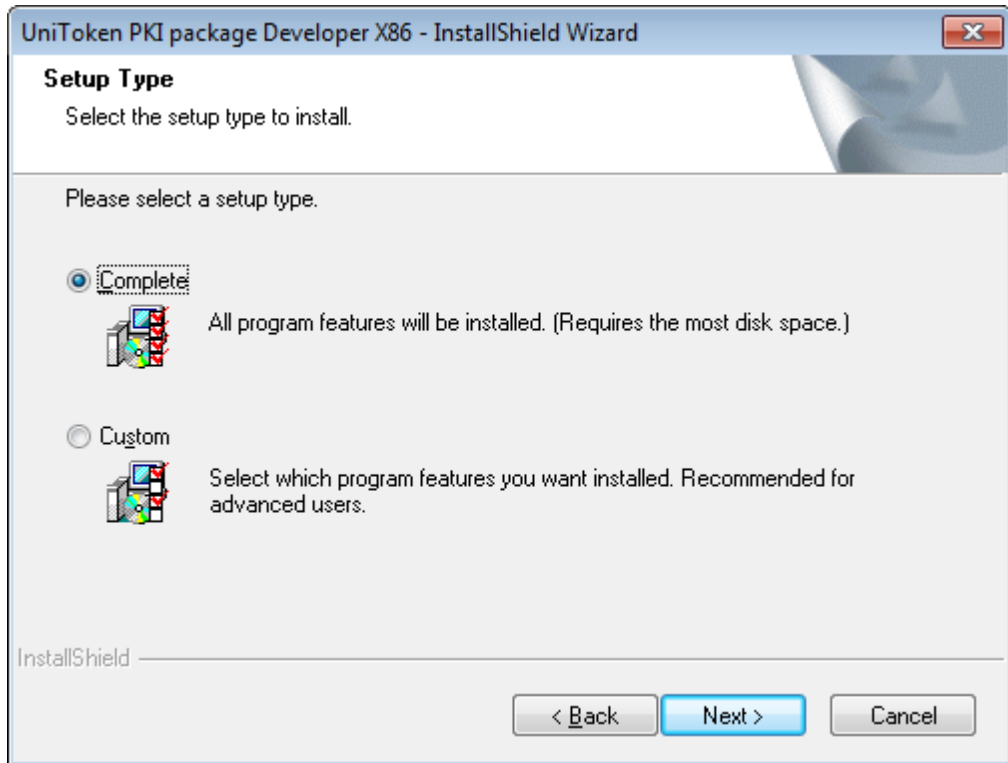 UniToken PKI package Developer X86 - InstallShield Wizard
Setup Type
Select the setup type to install.
Please select a setup type.
Complete
All program features will be installed. (Requires the most disk space.)
Custom
Select which program features you want installed. Recommended for
advanced users.
InstallShield
< Back
Next >
Cancel